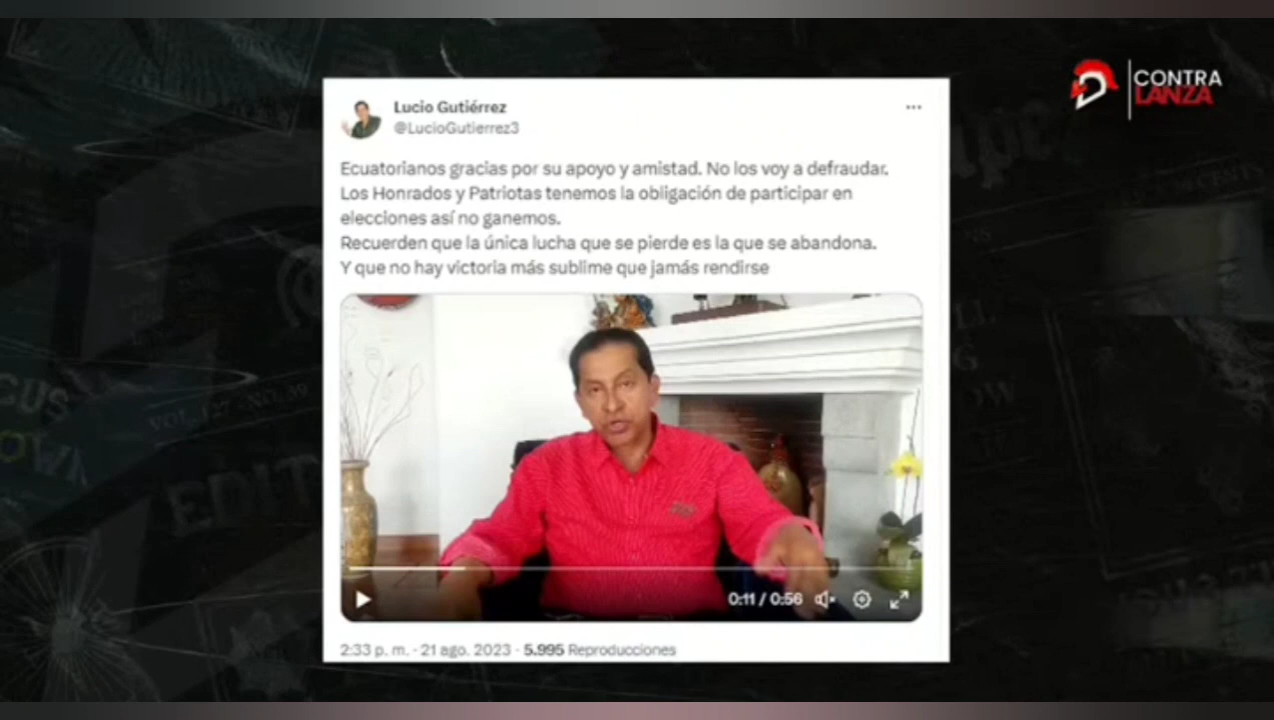 CONTRA
LANZA
Lucio Gutiérrez
@LucioGutierrez3
Ecuatorianos gracias por su apoyo y amistad. No los voy a defraudar.
Los Honrados y Patriotas tenemos la obligación de participar en
elecciones así no ganemos.
Recuerden que la única lucha que se pierde es la que se abandona.
Y que no hay victoria más sublime que jamás rendirse
0:11 / 0:56
2:33 p. m. · 21 ago. 2023 · 5.995 Reproducciones
CUS
EDIT